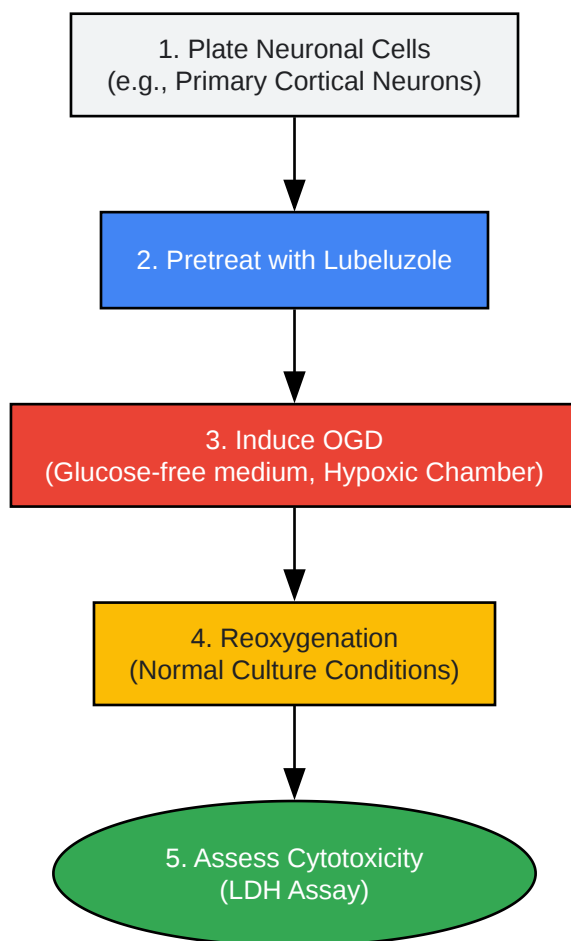 1. Plate Neuronal Cells
(e.g., Primary Cortical Neurons)
2. Pretreat with Lubeluzole
3. Induce OGD
(Glucose-free medium, Hypoxic Chamber)
4. Reoxygenation
(Normal Culture Conditions)
5. Assess Cytotoxicity
(LDH Assay)